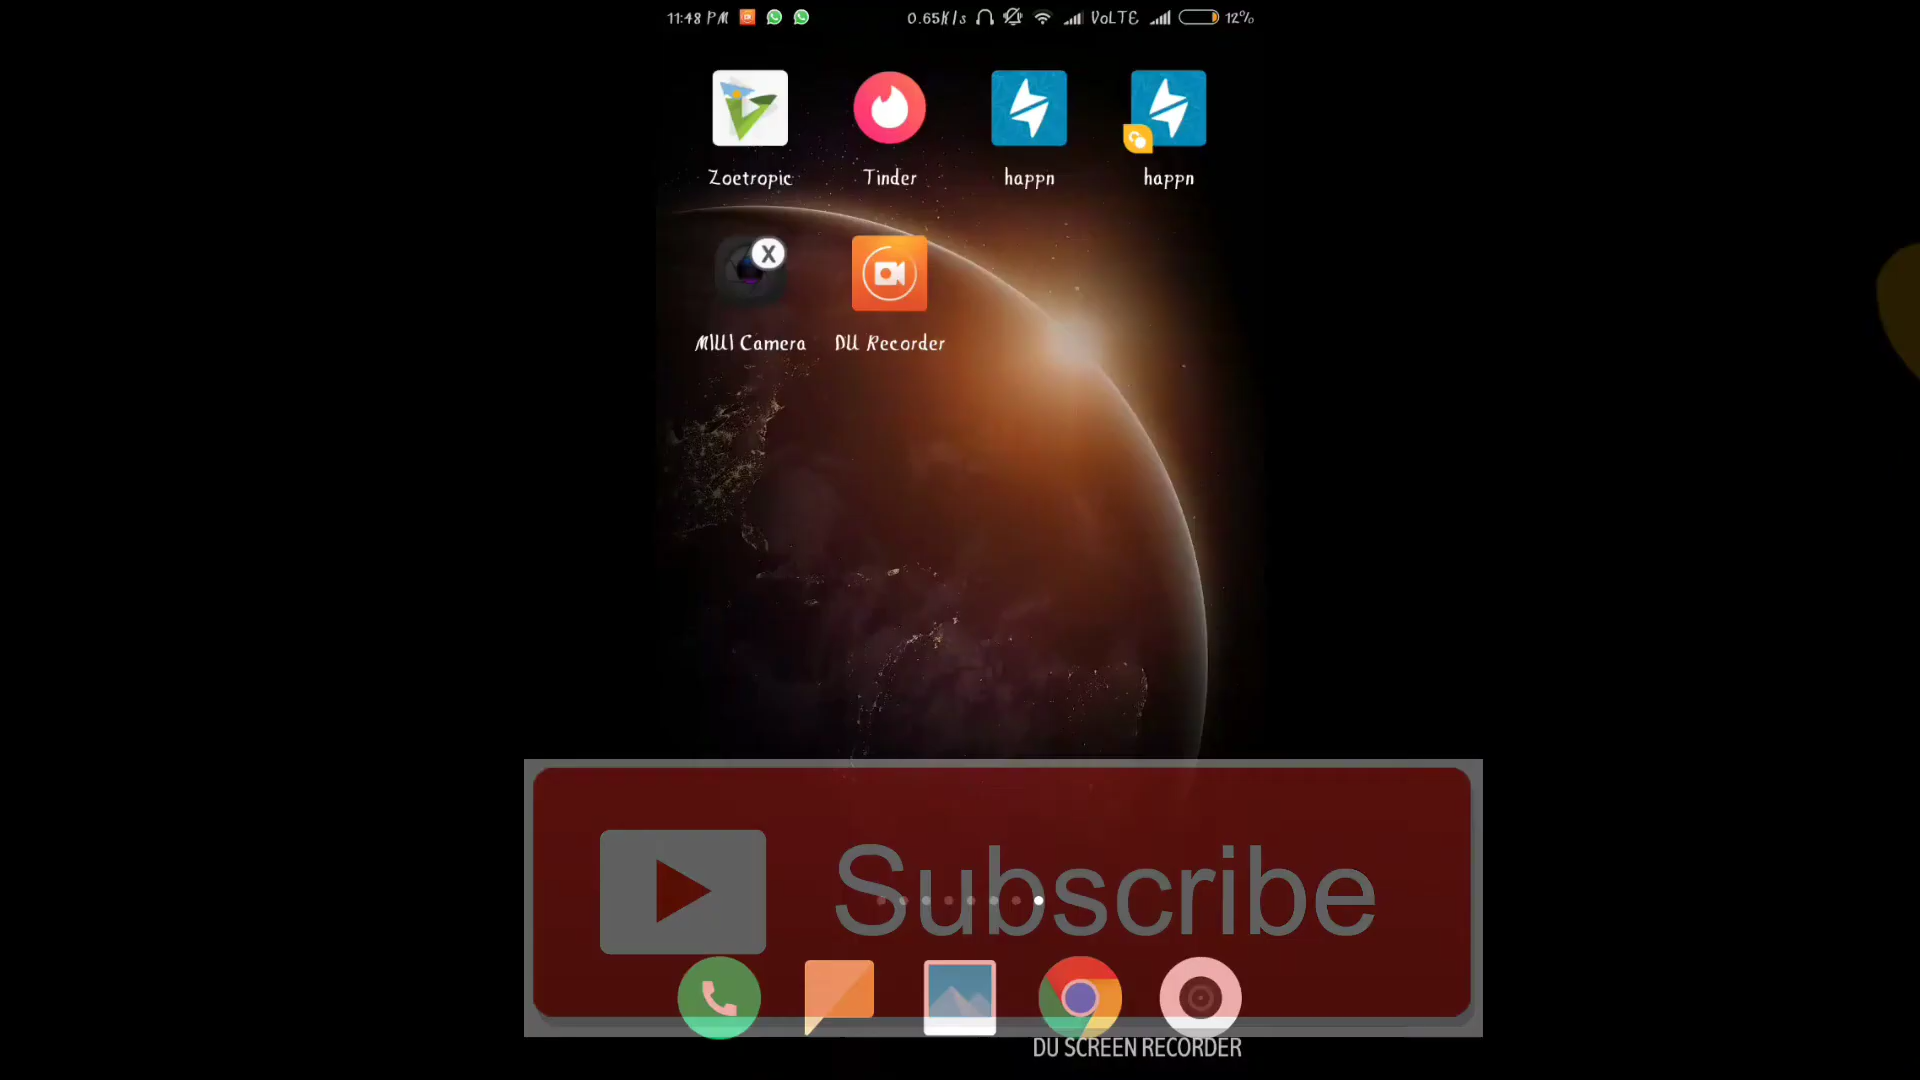 11:48 PM 0.65K/s VoLTE 12%
Zoetropic Tinder happn happn
X
MIUI Camera DU Recorder
Subscribe
DU SCREEN RECORDER